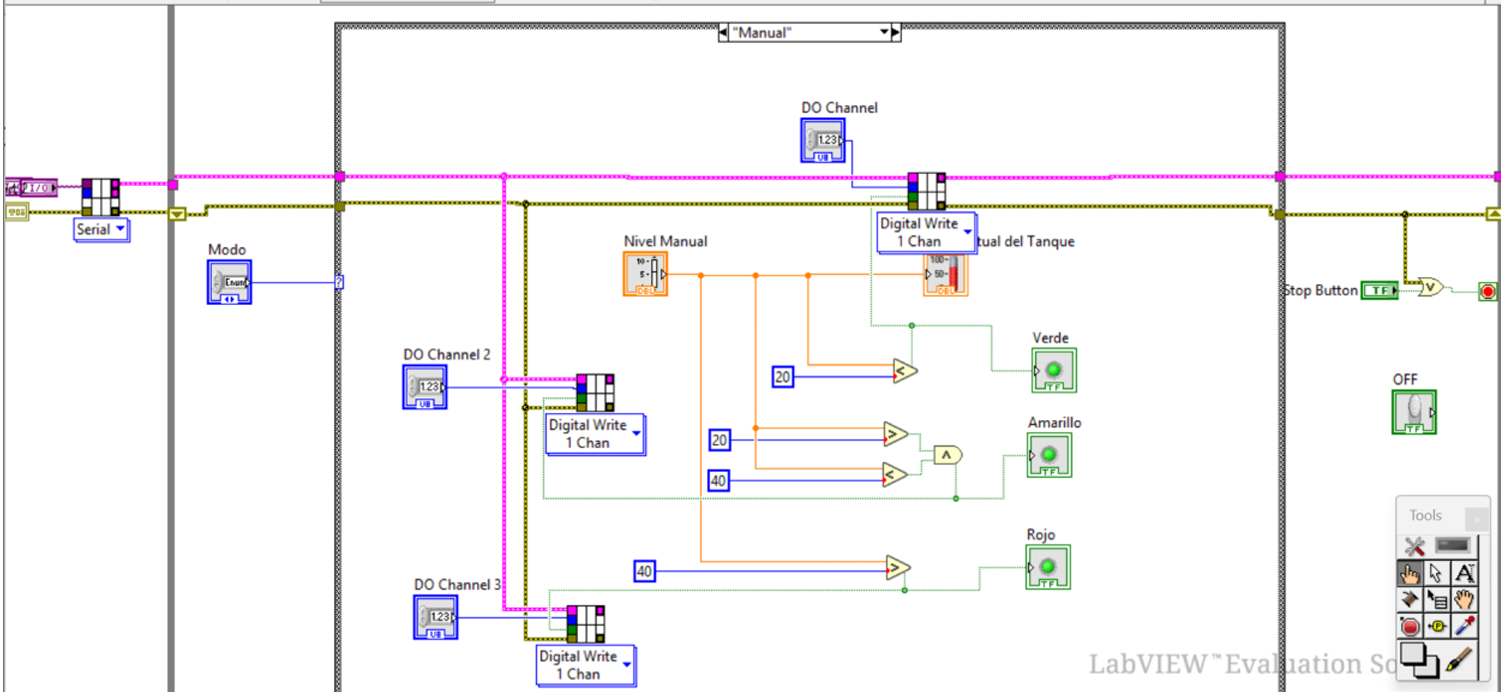 "Manual"
DO Channel
1.23
U8
I/O
Serial
Digital Write
1 Chan
Modo
Enum
?
Nivel Manual
10-
5-
DBL
tual del Tanque
100-
50-
DBL
Stop Button
TF
V
DO Channel 2
1.23
U8
Digital Write
1 Chan
Verde
TF
20
<
OFF
TF
Amarillo
TF
20
>
Λ
40
<
Rojo
TF
40
>
DO Channel 3
1.23
U8
Digital Write
1 Chan
Tools
A
P
LabVIEW™ Evaluation So